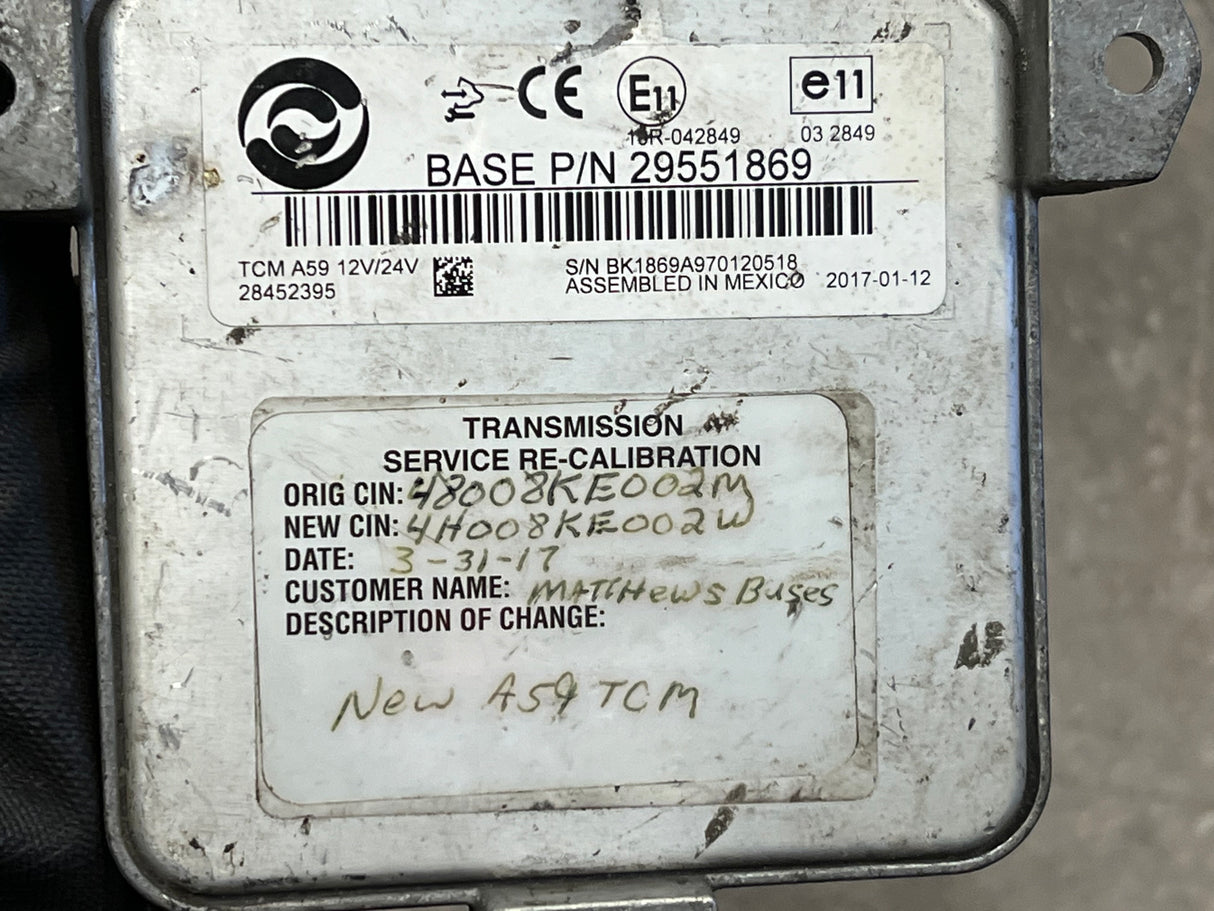 CE E11 e11
10R-042849 03 2849
BASE P/N 29551869
TCM A59 12V/24V S/N BK1869A970120518
28452395 ASSEMBLED IN MEXICO 2017-01-12
TRANSMISSION
SERVICE RE-CALIBRATION
ORIG CIN: 48008KE002M
NEW CIN: 4H008KE002W
DATE: 3-31-17
CUSTOMER NAME: MATTHewS Buses
DESCRIPTION OF CHANGE:
New A59 TCM